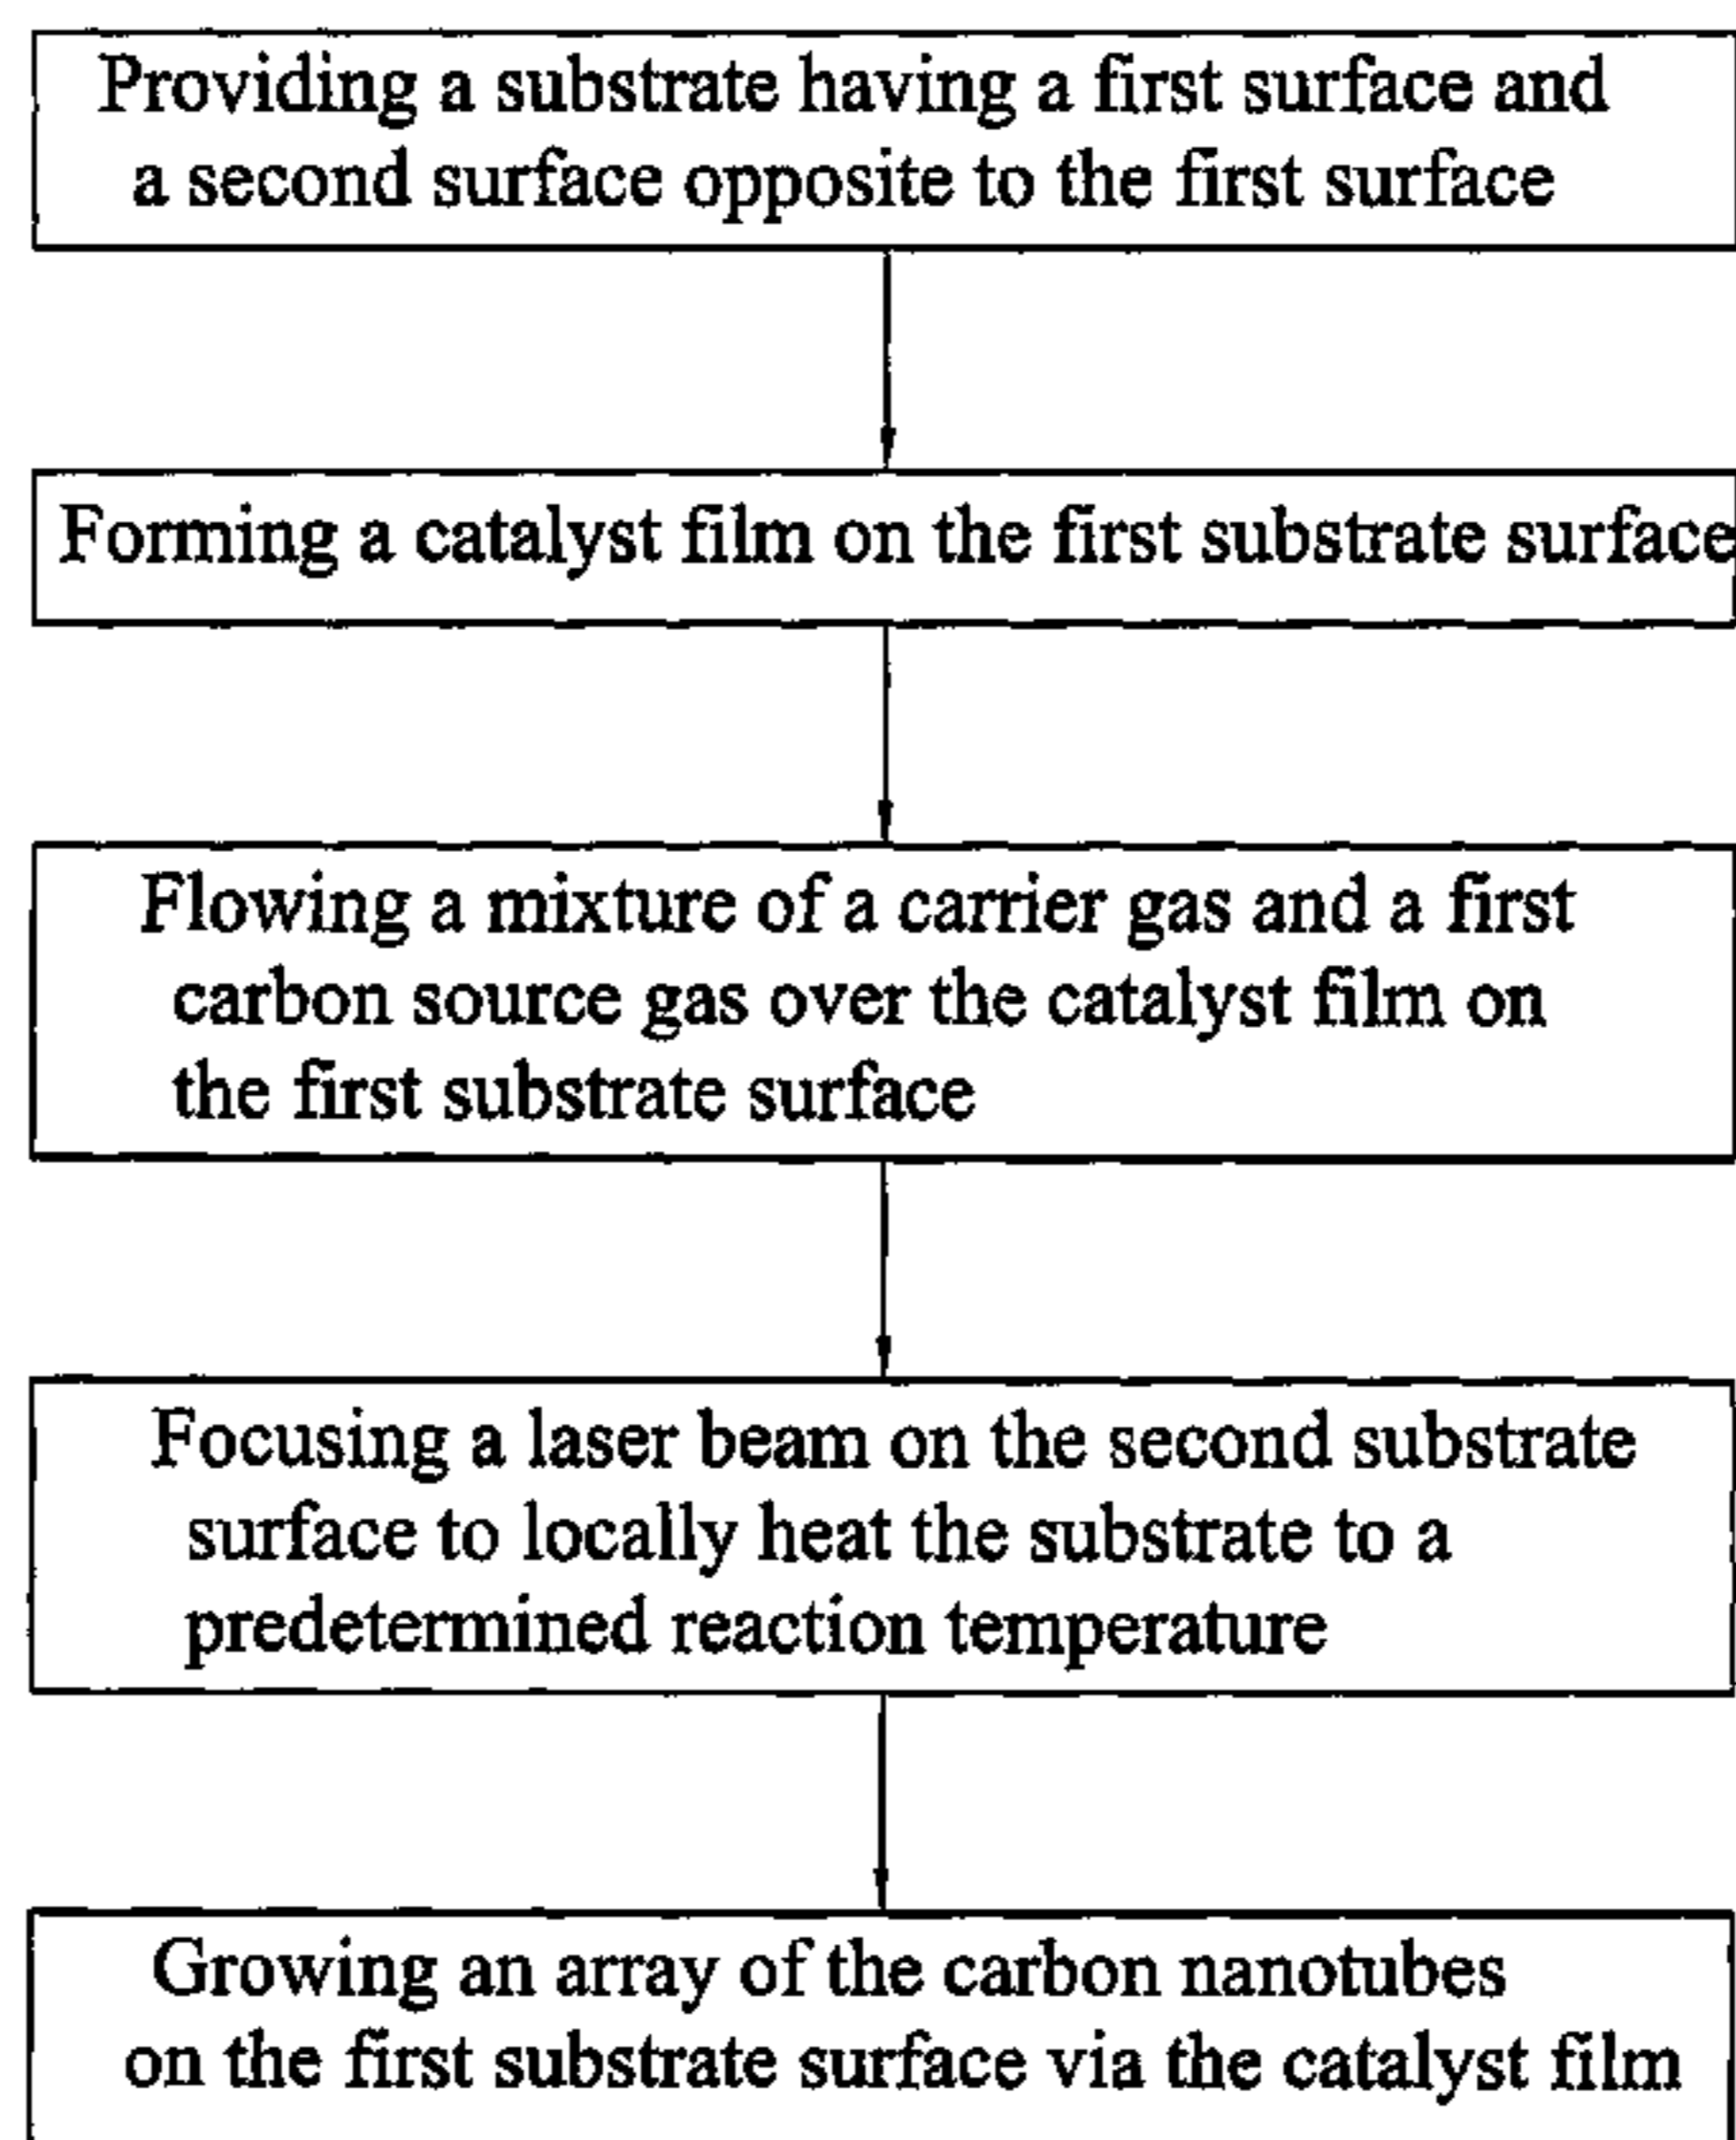 Providing a substrate having a first surface and
a second surface opposite to the first surface
Forming a catalyst film on the first substrate surface
Flowing a mixture of a carrier gas and a first
carbon source gas over the catalyst film on
the first substrate surface
Focusing a laser beam on the second substrate
surface to locally heat the substrate to a
predetermined reaction temperature
Growing an array of the carbon nanotubes
on the first substrate surface via the catalyst film